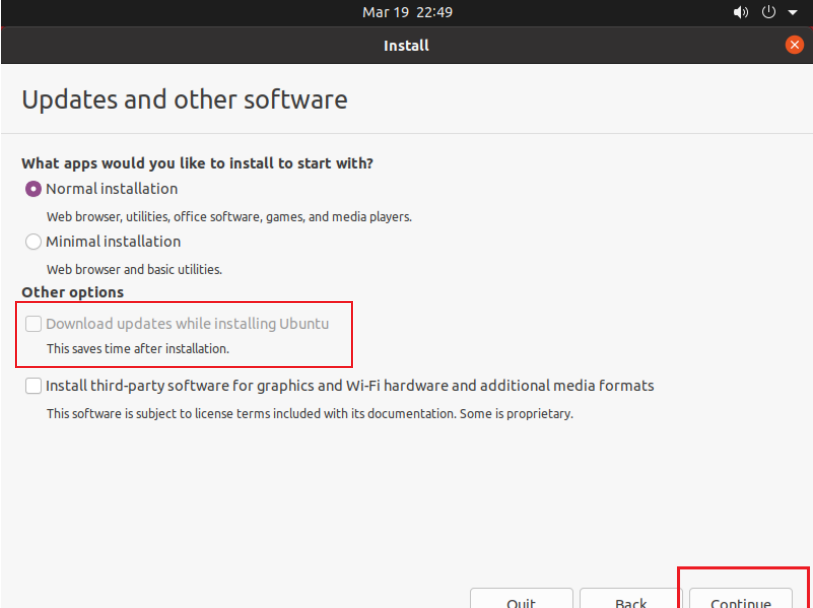 Mar 19 22:49
Install
Updates and other software
What apps would you like to install to start with?
Normal installation
Web browser, utilities, office software, games, and media players.
Minimal installation
Web browser and basic utilities.
Other options
Download updates while installing Ubuntu
This saves time after installation.
Install third-party software for graphics and Wi-Fi hardware and additional media formats
This software is subject to license terms included with its documentation. Some is proprietary.
Quit Back Continue